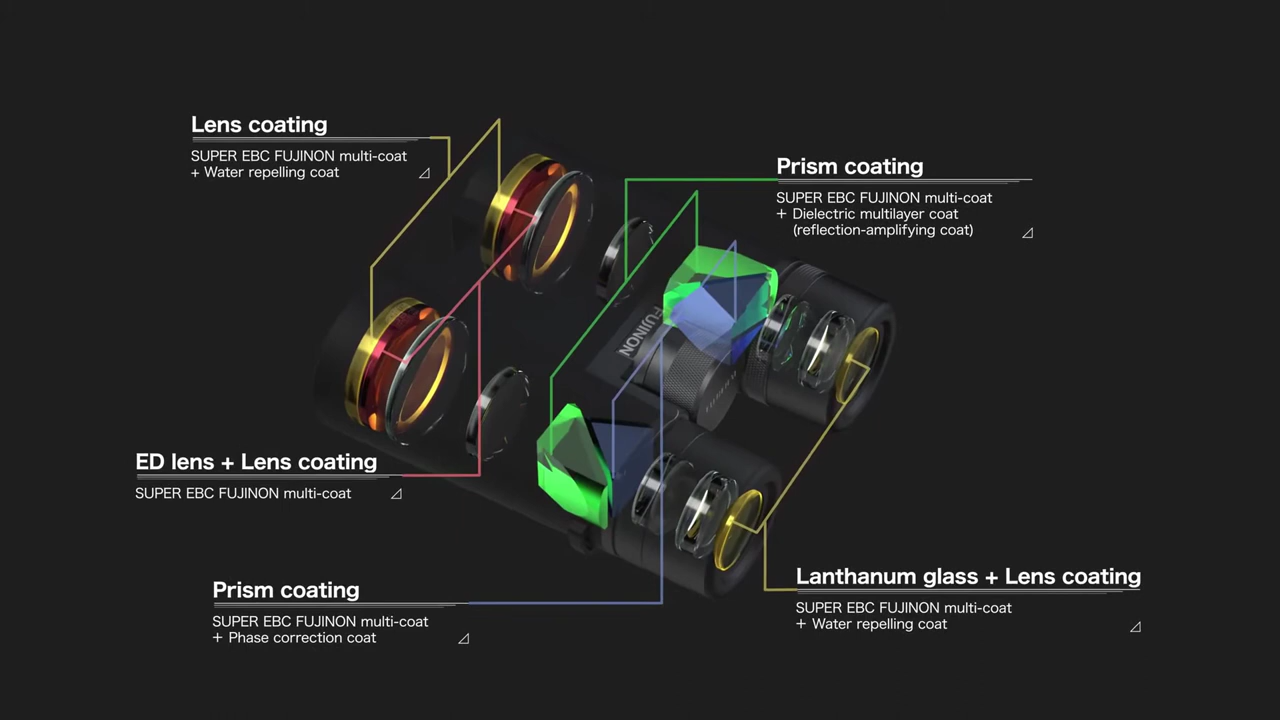 Lens coating
SUPER EBC FUJINON multi-coat
+ Water repelling coat
Prism coating
SUPER EBC FUJINON multi-coat
+ Dielectric multilayer coat
(reflection-amplifying coat)
FUJINON
ED lens + Lens coating
SUPER EBC FUJINON multi-coat
Prism coating
SUPER EBC FUJINON multi-coat
+ Phase correction coat
Lanthanum glass + Lens coating
SUPER EBC FUJINON multi-coat
+ Water repelling coat